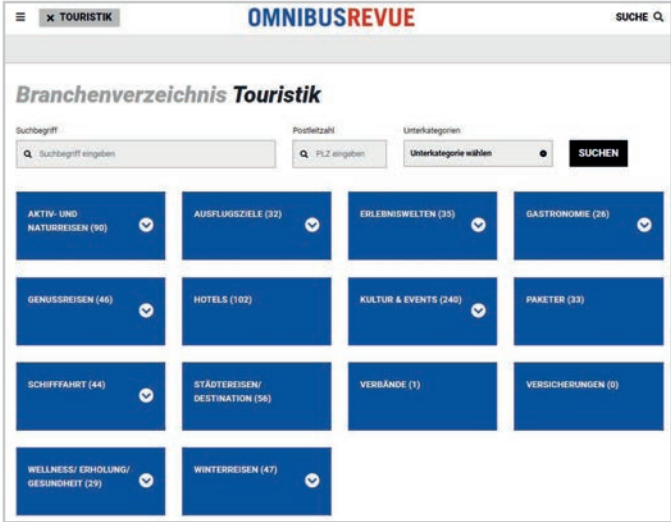 × TOURISTIK
OMNIBUSREVUE
SUCHE
Branchenverzeichnis Touristik
Suchbegriff
Postleitzahl
Unterkategorien
Suchbegriff eingeben
PLZ eingeben
Unterkategorie wählen
SUCHEN
AKTIV- UND
NATURREISEN (90)
AUSFLUGSZIELE (32)
ERLEBNISWELTEN (35)
GASTRONOMIE (26)
GENUSSREISEN (46)
HOTELS (102)
KULTUR & EVENTS (240)
PAKETER (33)
SCHIFFFAHRT (44)
STÄDTEREISEN/
DESTINATION (56)
VERBÄNDE (1)
VERSICHERUNGEN (0)
WELLNESS/ ERHOLUNG/
GESUNDHEIT (29)
WINTERREISEN (47)